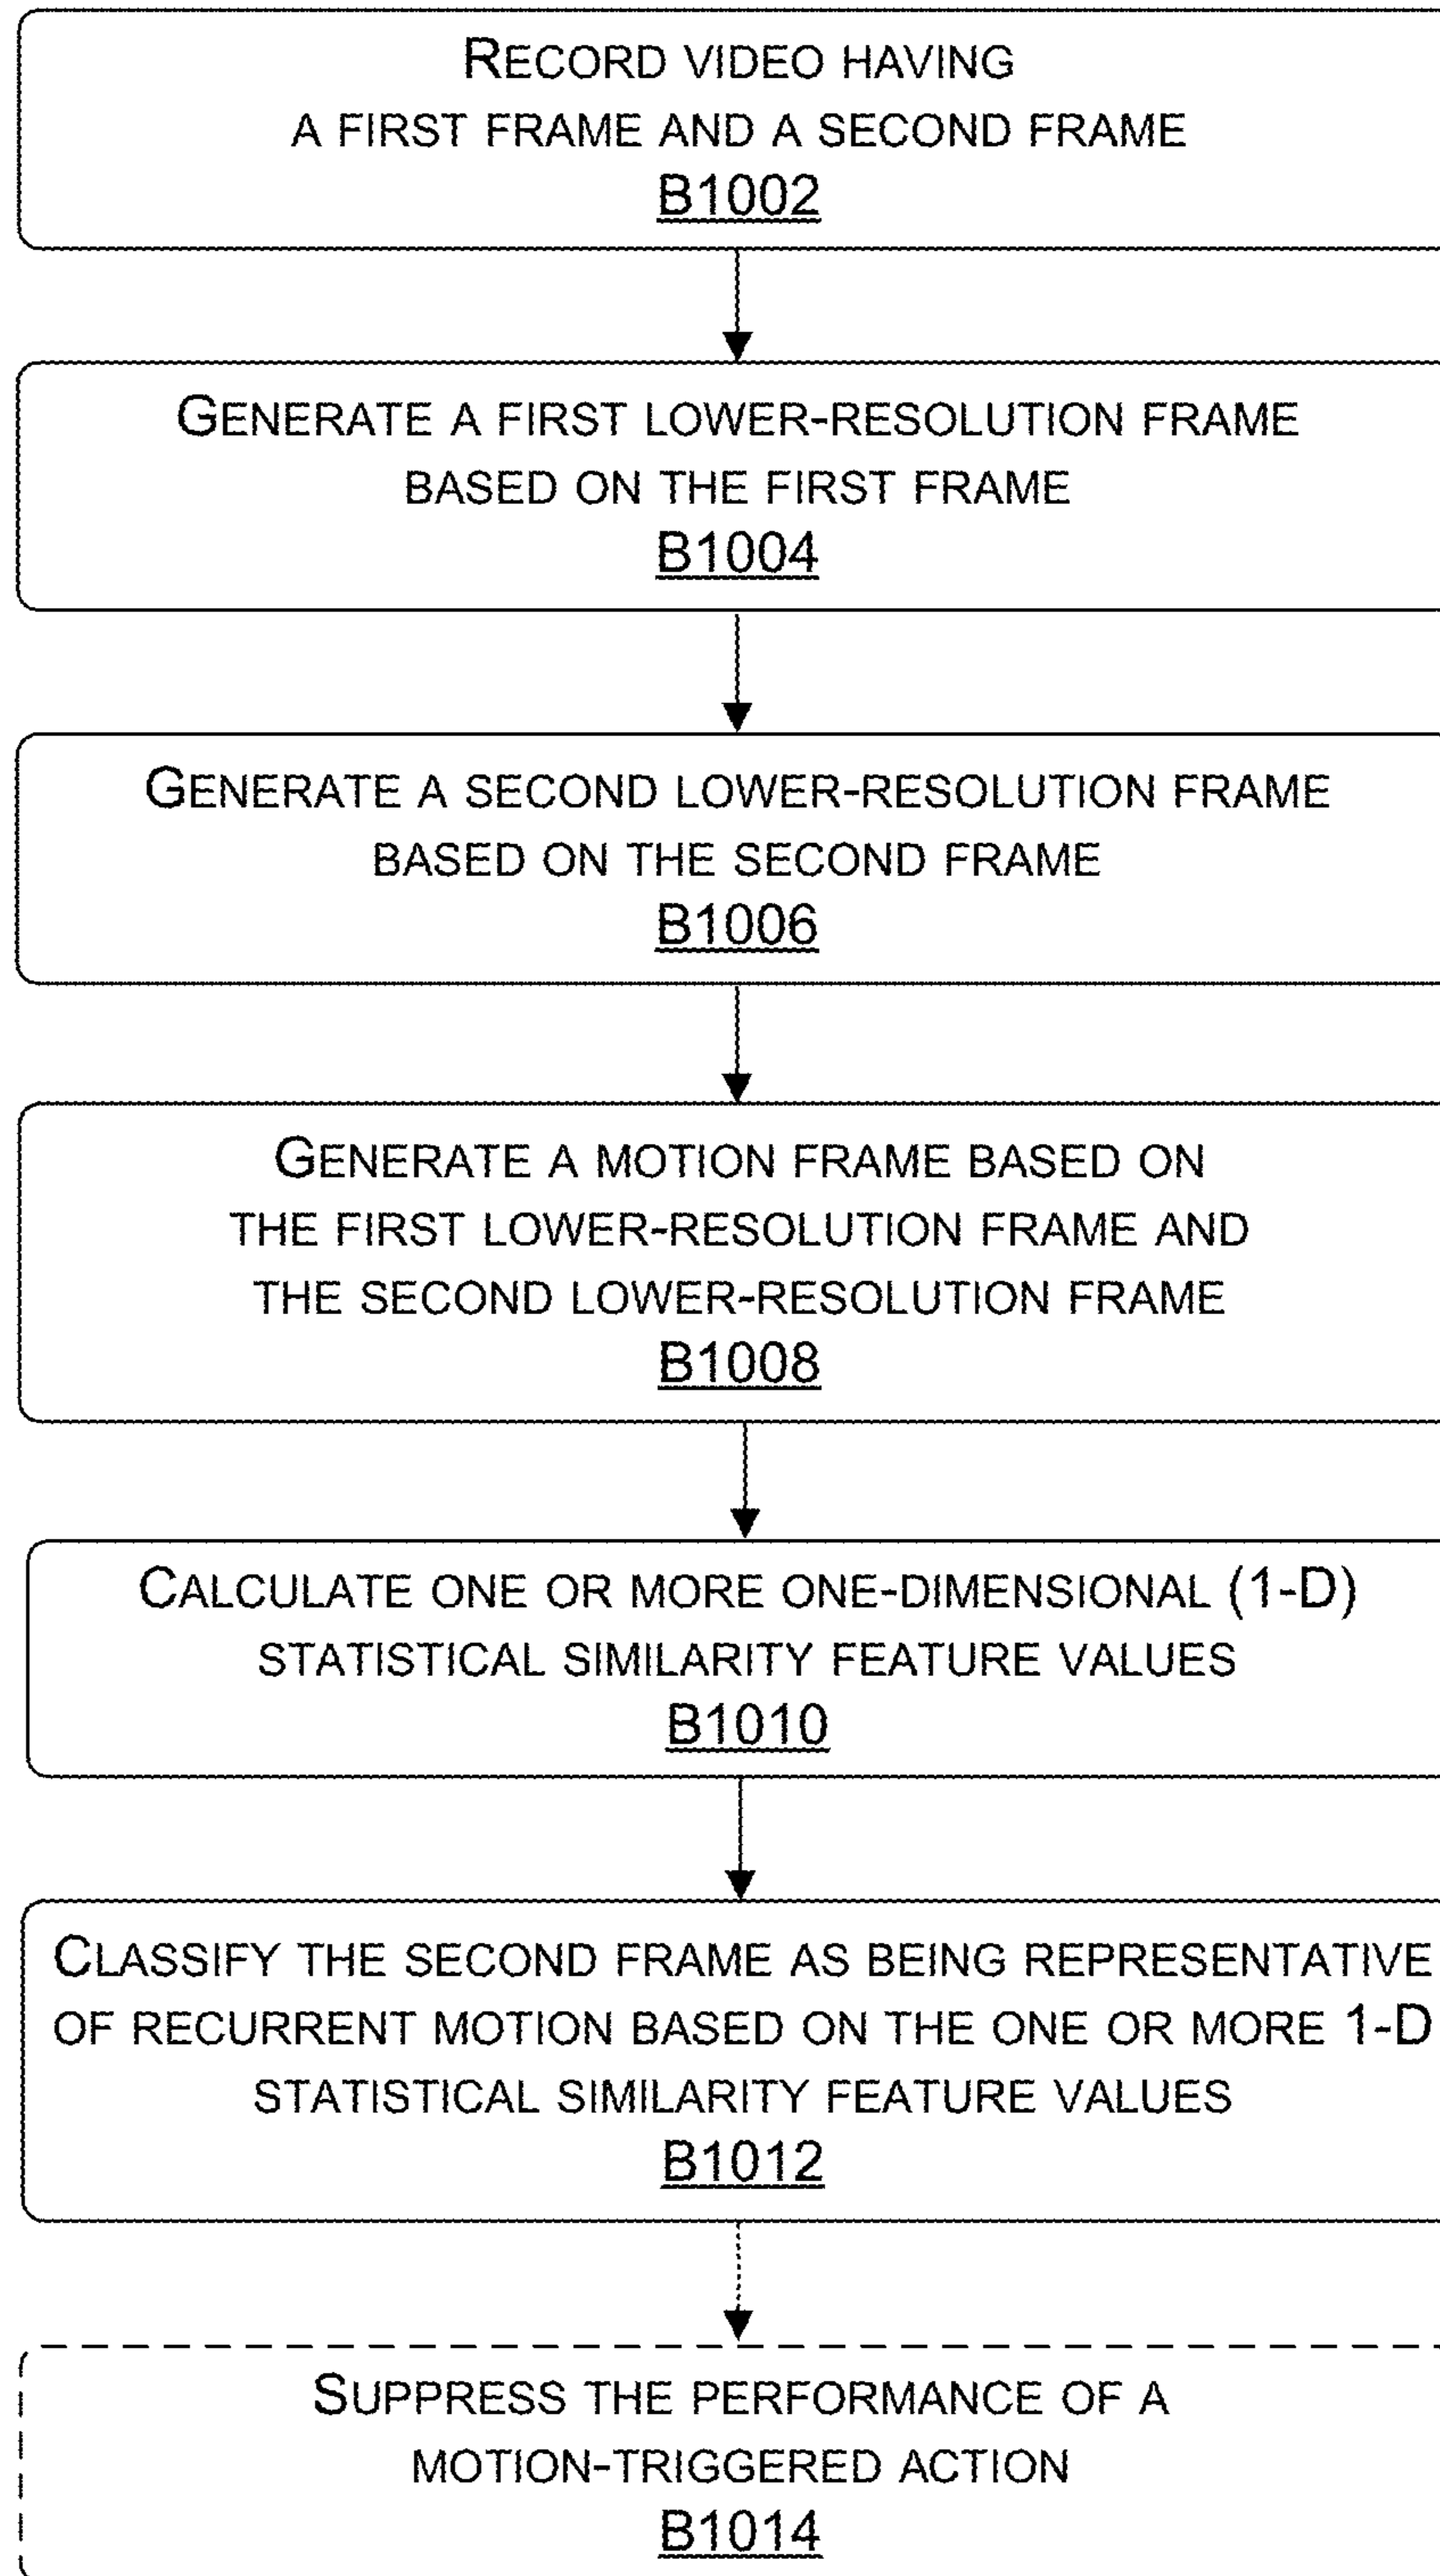 RECORD VIDEO HAVING
A FIRST FRAME AND A SECOND FRAME
B1002
GENERATE A FIRST LOWER-RESOLUTION FRAME
BASED ON THE FIRST FRAME
B1004
GENERATE A SECOND LOWER-RESOLUTION FRAME
BASED ON THE SECOND FRAME
B1006
GENERATE A MOTION FRAME BASED ON
THE FIRST LOWER-RESOLUTION FRAME AND
THE SECOND LOWER-RESOLUTION FRAME
B1008
CALCULATE ONE OR MORE ONE-DIMENSIONAL (1-D)
STATISTICAL SIMILARITY FEATURE VALUES
B1010
CLASSIFY THE SECOND FRAME AS BEING REPRESENTATIVE
OF RECURRENT MOTION BASED ON THE ONE OR MORE 1-D
STATISTICAL SIMILARITY FEATURE VALUES
B1012
SUPPRESS THE PERFORMANCE OF A
MOTION-TRIGGERED ACTION
B1014